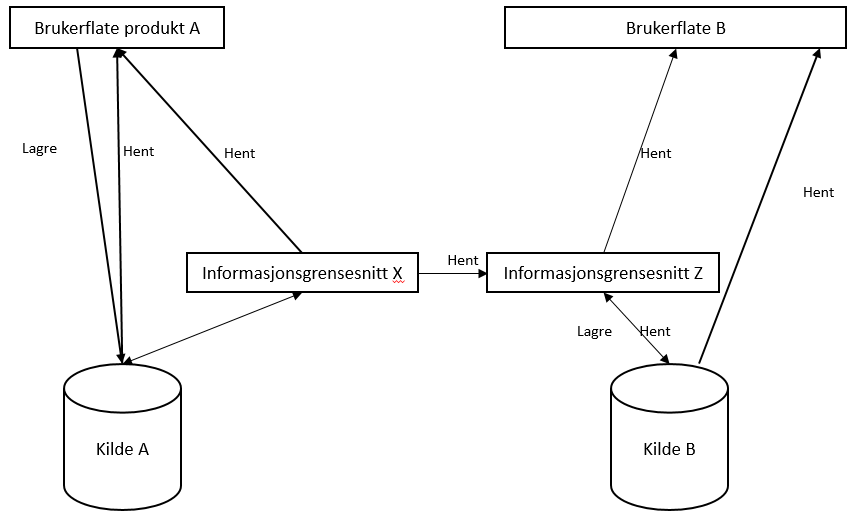 Brukerflate produkt A
Brukerflate B
Lagre
Hent
Hent
Hent
Hent
Hent
Informasjonsgrensesnitt X
Informasjonsgrensesnitt Z
Lagre
Hent
Kilde A
Kilde B